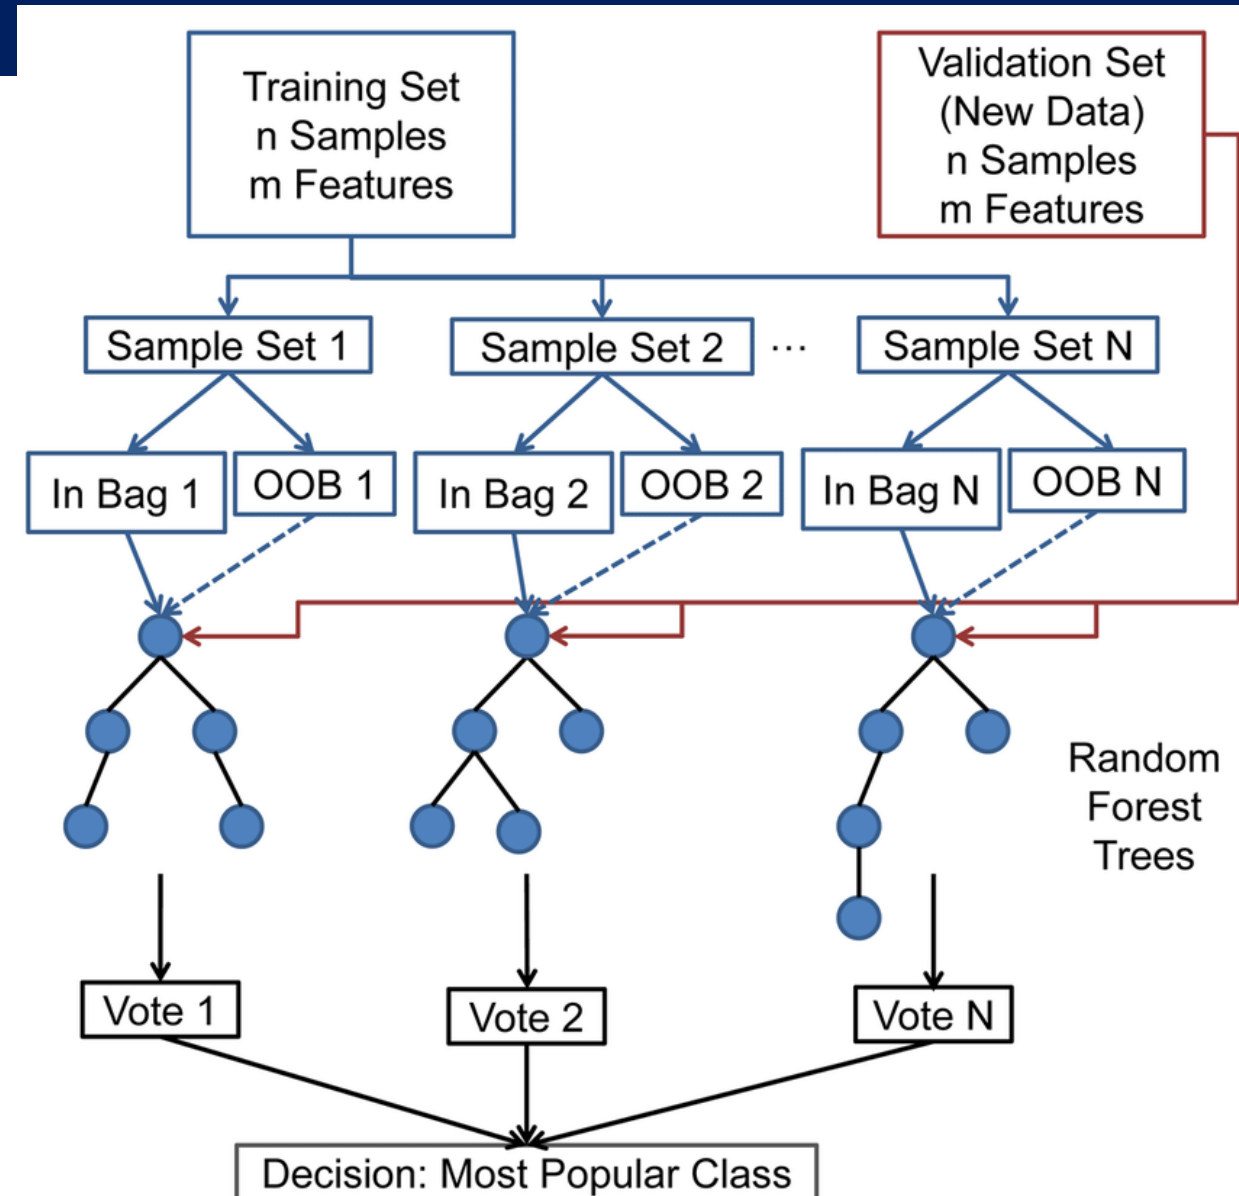 Training Set
n Samples
m Features
Validation Set
(New Data)
n Samples
m Features
Sample Set 1
Sample Set 2
...
Sample Set N
In Bag 1
OOB 1
In Bag 2
OOB 2
In Bag N
OOB N
Random
Forest
Trees
Vote 1
Vote 2
Vote N
Decision: Most Popular Class